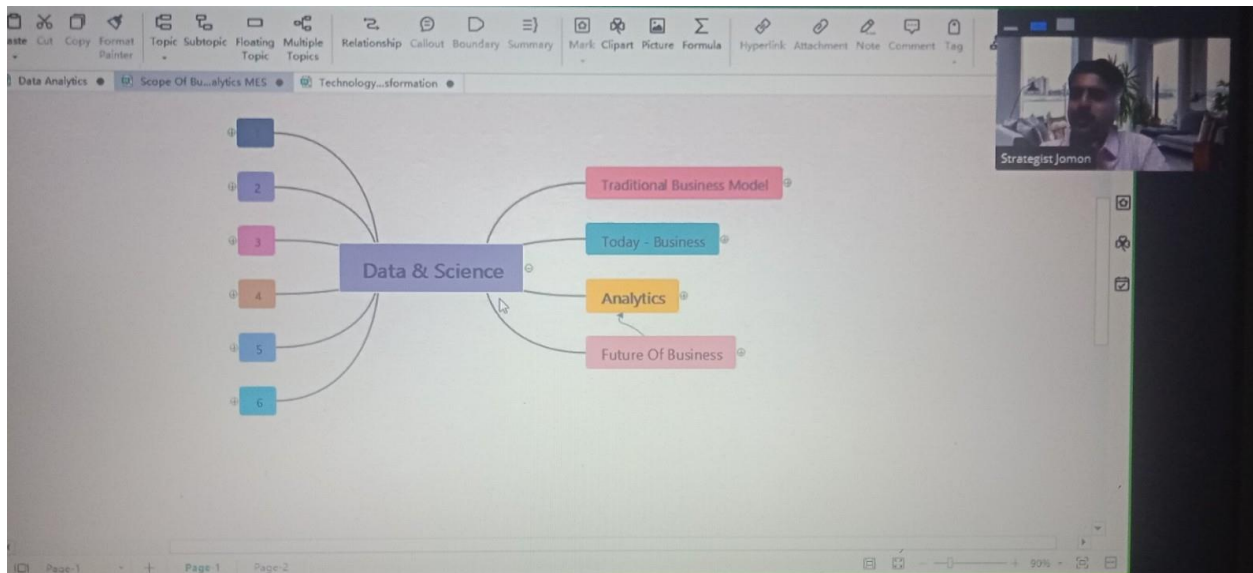 aste Cut Copy Format Painter Topic Subtopic Floating Topic Multiple Topics Relationship Callout Boundary Summary Mark Clipart Picture Formula Hyperlink Attachment Note Comment Tag
Data Analytics Scope Of Bu...alytics MES Technology...sformation
Strategist Jomon
2
3
4
5
6
Data & Science
Traditional Business Model
Today - Business
Analytics
Future Of Business
Page-1 Page-1 Page-2 90%